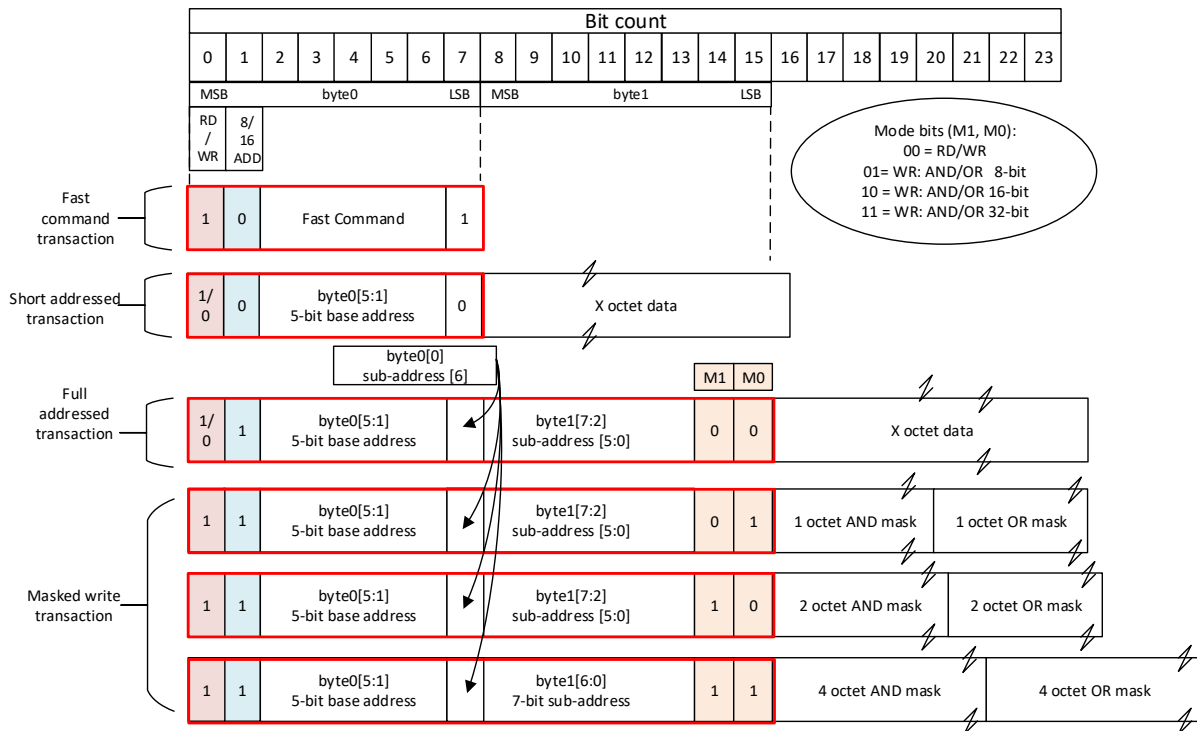 Bit count
0 1 2 3 4 5 6 7 8 9 10 11 12 13 14 15 16 17 18 19 20 21 22 23
MSB byte0 LSB MSB byte1 LSB
RD
/
WR
8/
16
ADD
Mode bits (M1, M0):
00 = RD/WR
01= WR: AND/OR 8-bit
10 = WR: AND/OR 16-bit
11 = WR: AND/OR 32-bit
Fast
command
transaction
1 0 Fast Command 1
Short addressed
transaction
1/
0
0
byte0[5:1]
5-bit base address
0
X octet data
byte0[0]
sub-address [6]
M1 M0
Full
addressed
transaction
1/
0
1
byte0[5:1]
5-bit base address
byte1[7:2]
sub-address [5:0]
0 0
X octet data
Masked write
transaction
1 1
byte0[5:1]
5-bit base address
byte1[7:2]
sub-address [5:0]
0 1
1 octet AND mask
1 octet OR mask
1 1
byte0[5:1]
5-bit base address
byte1[7:2]
sub-address [5:0]
1 0
2 octet AND mask
2 octet OR mask
1 1
byte0[5:1]
5-bit base address
byte1[6:0]
7-bit sub-address
1 1
4 octet AND mask
4 octet OR mask